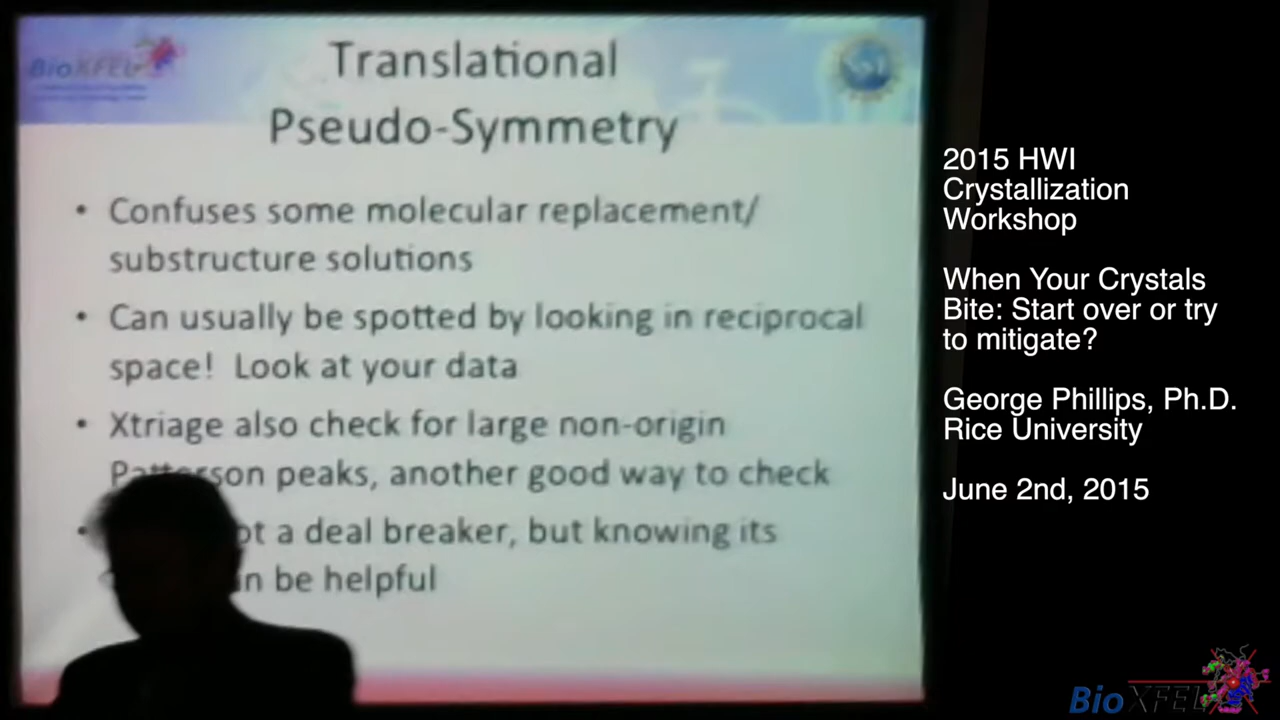 BioXFEL
Translational
Pseudo-Symmetry
• Confuses some molecular replacement/
substructure solutions
• Can usually be spotted by looking in reciprocal
space! Look at your data
• Xtriage also check for large non-origin
Patterson peaks, another good way to check
• a deal breaker, but knowing its
be helpful
2015 HWI
Crystallization
Workshop
When Your Crystals
Bite: Start over or try
to mitigate?
George Phillips, Ph.D.
Rice University
June 2nd, 2015
BioXFEL